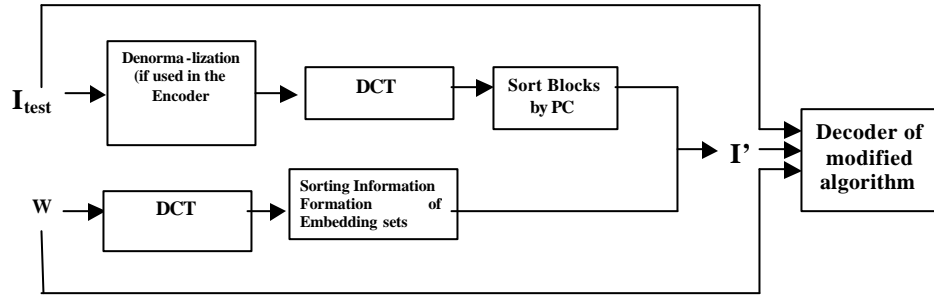 Denorma -lization
(if used in the
Encoder
DCT
Sort Blocks
by PC
I_test
I’
Decoder of
modified
algorithm
W
DCT
Sorting Information
Formation of
Embedding sets